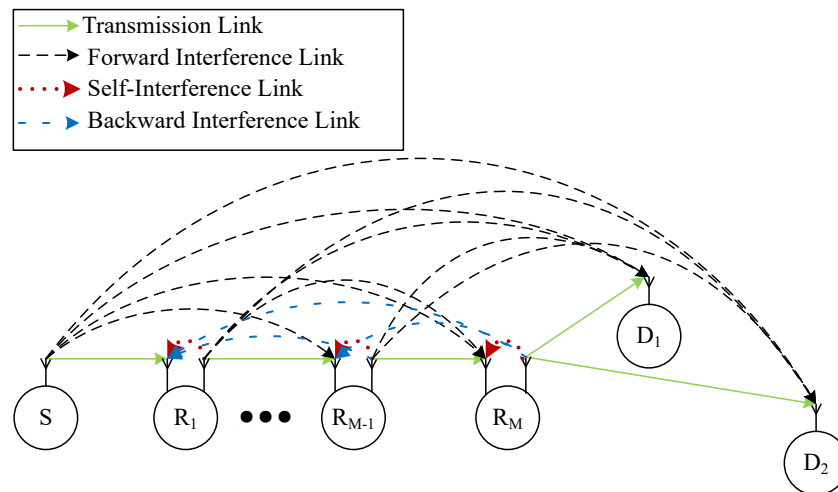 Transmission Link
Forward Interference Link
Self-Interference Link
Backward Interference Link
S
R1
RM-1
RM
D1
D2